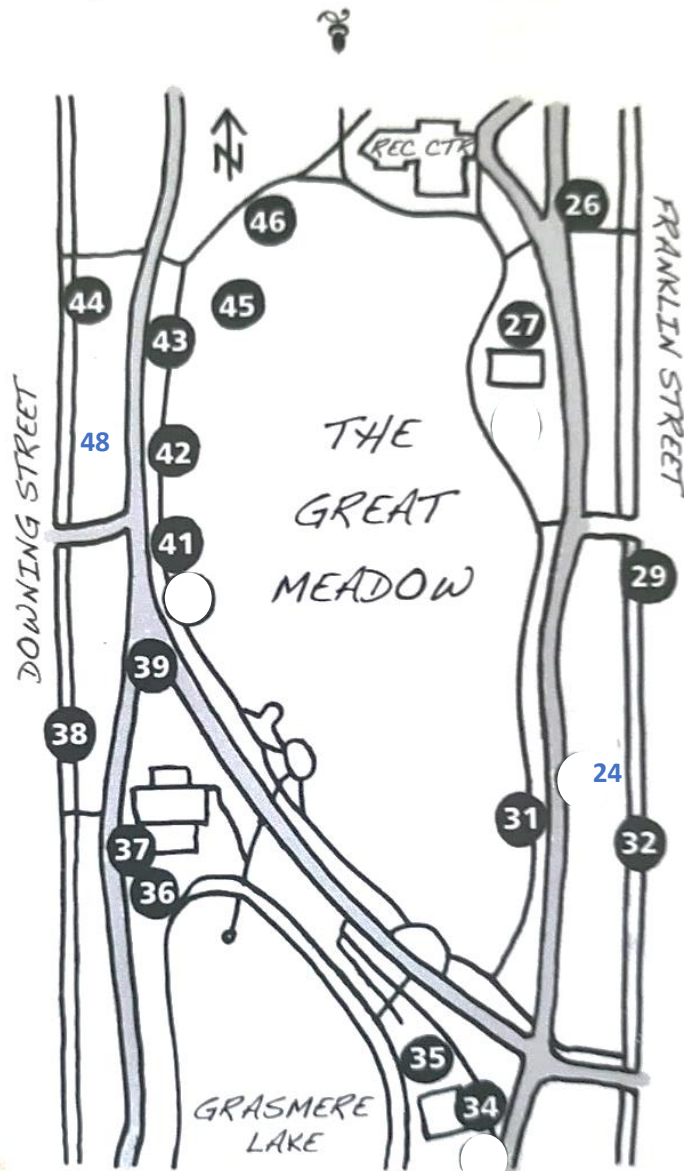 N
REC CTR
26
46
FRANKLIN STREET
44
45
43
27
48
42
THE
GREAT
MEADOW
DOWNING STREET
41
29
39
38
24
31
32
37
36
35
34
GRASMERE
LAKE